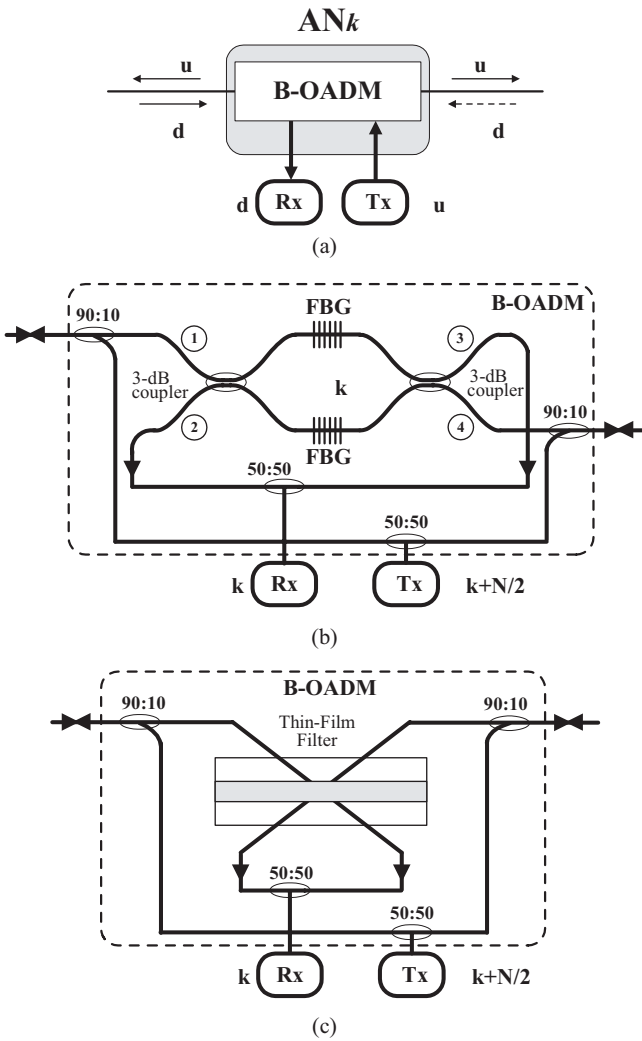 ANk
u
u
B-OADM
d
d
d
Rx
Tx
u
(a)
B-OADM
90:10
FBG
1
3
3-dB
coupler
k
3-dB
coupler
90:10
2
4
FBG
50:50
50:50
k
Rx
Tx
k+N/2
(b)
B-OADM
90:10
90:10
Thin-Film
Filter
50:50
50:50
k
Rx
Tx
k+N/2
(c)